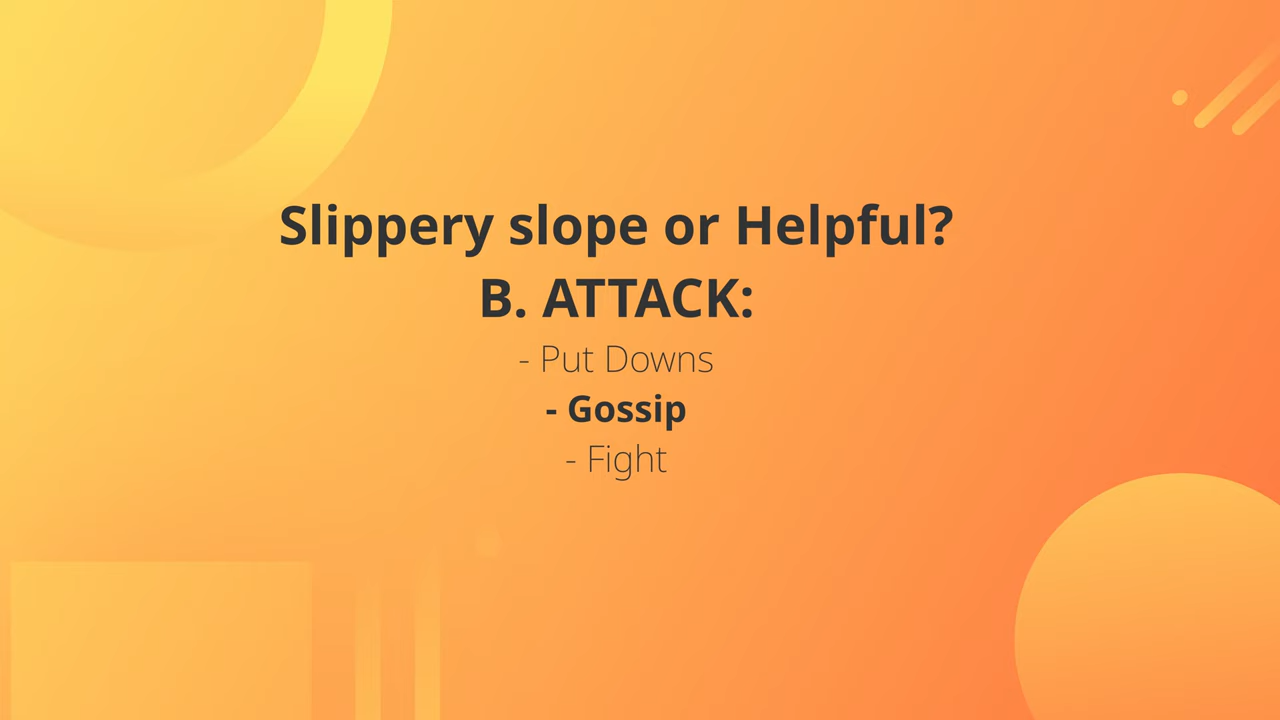 Slippery slope or Helpful?
B. ATTACK:
- Put Downs
- Gossip
- Fight